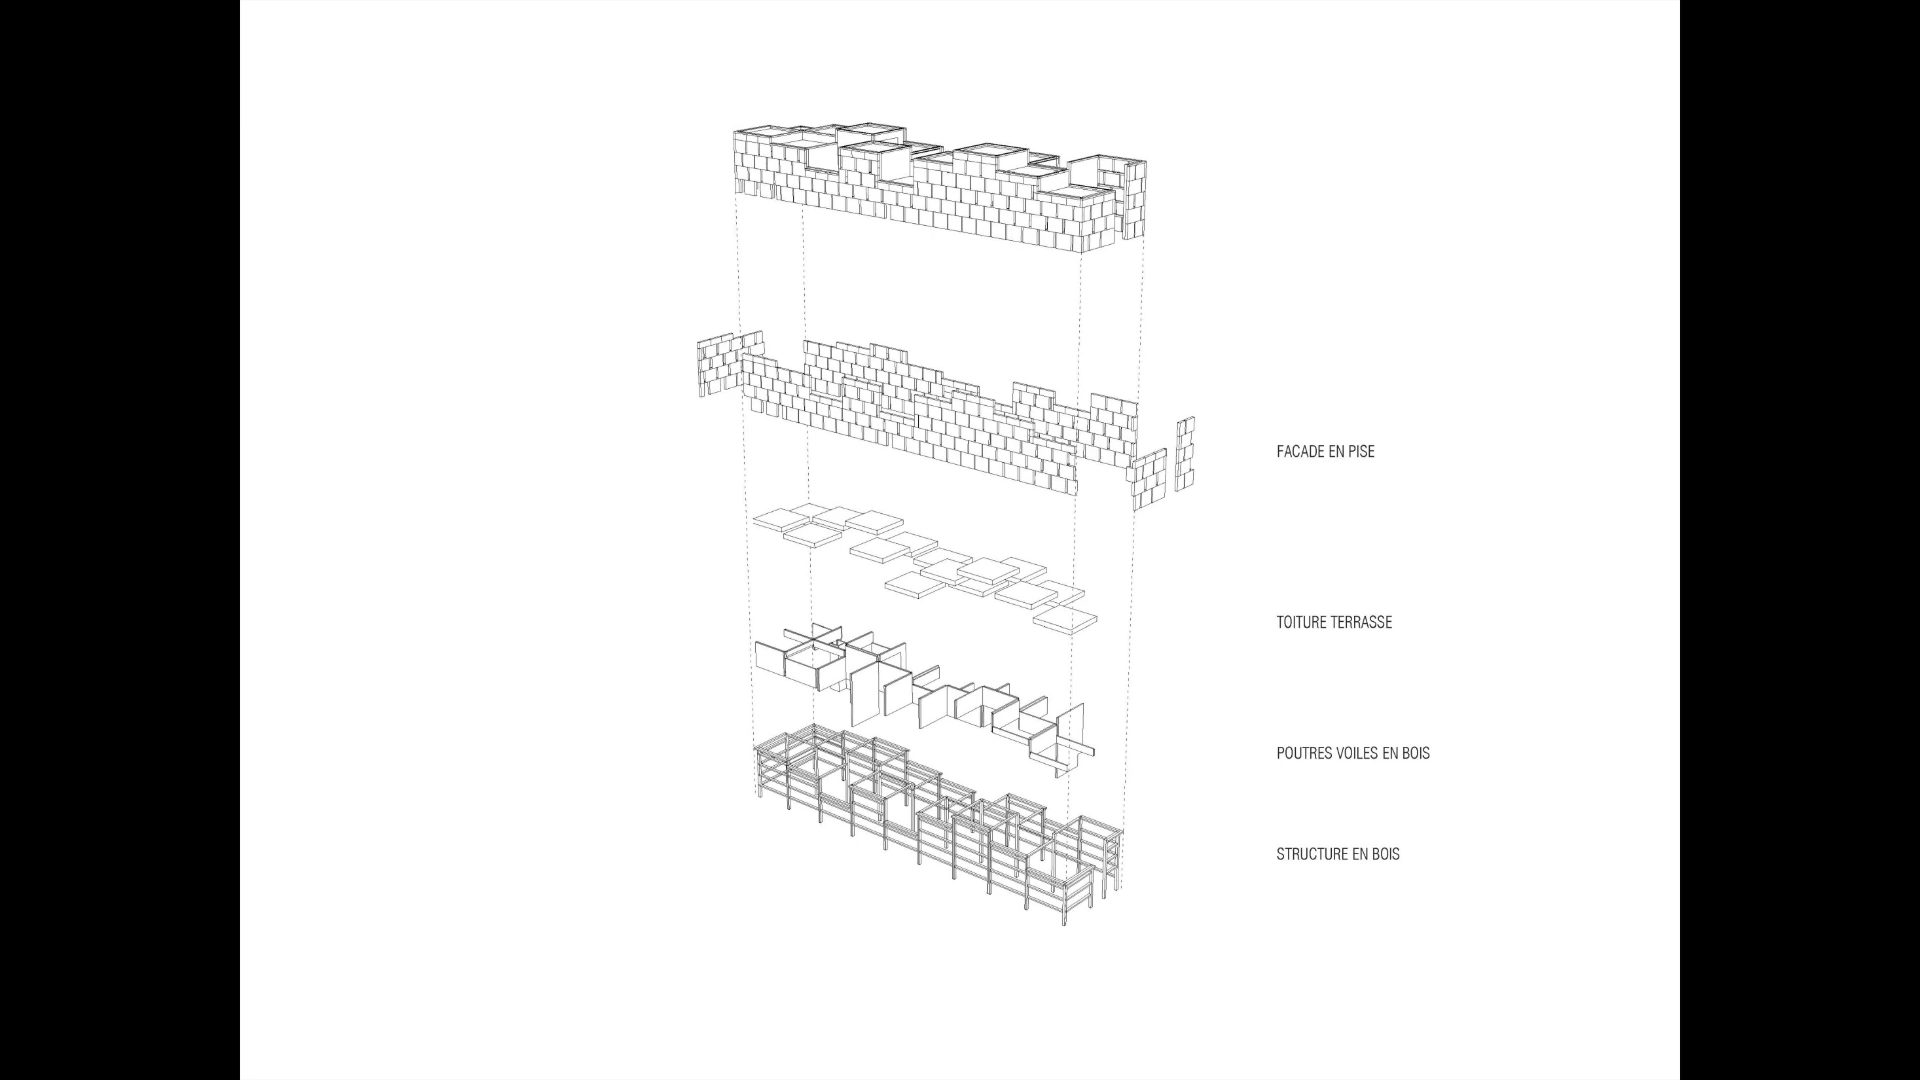 FACADE EN PISE
TOITURE TERRASSE
POUTRES VOILES EN BOIS
STRUCTURE EN BOIS